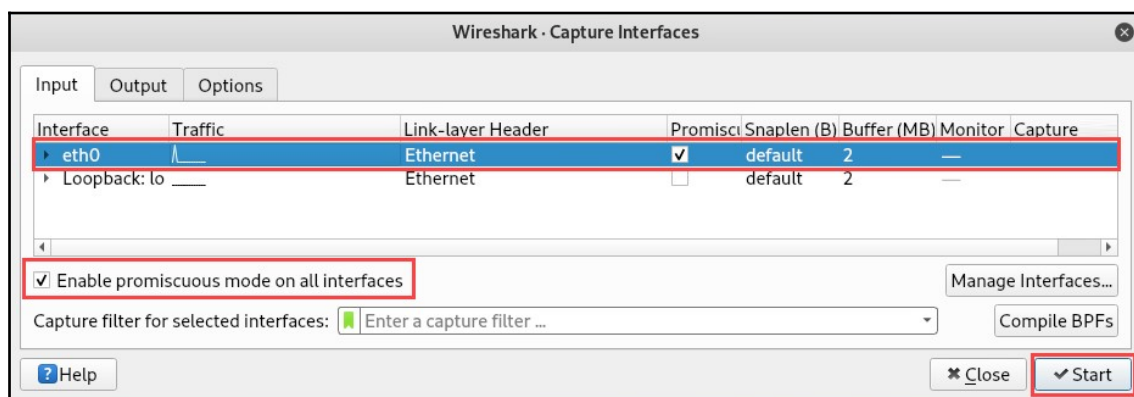 Wireshark · Capture Interfaces
Input Output Options
Interface Traffic Link-layer Header Promiscu Snaplen (B) Buffer (MB) Monitor Capture
eth0 Ethernet default 2 —
Loopback: lo Ethernet default 2 —
Enable promiscuous mode on all interfaces Manage Interfaces...
Capture filter for selected interfaces: Enter a capture filter ... Compile BPFs
Help Close Start